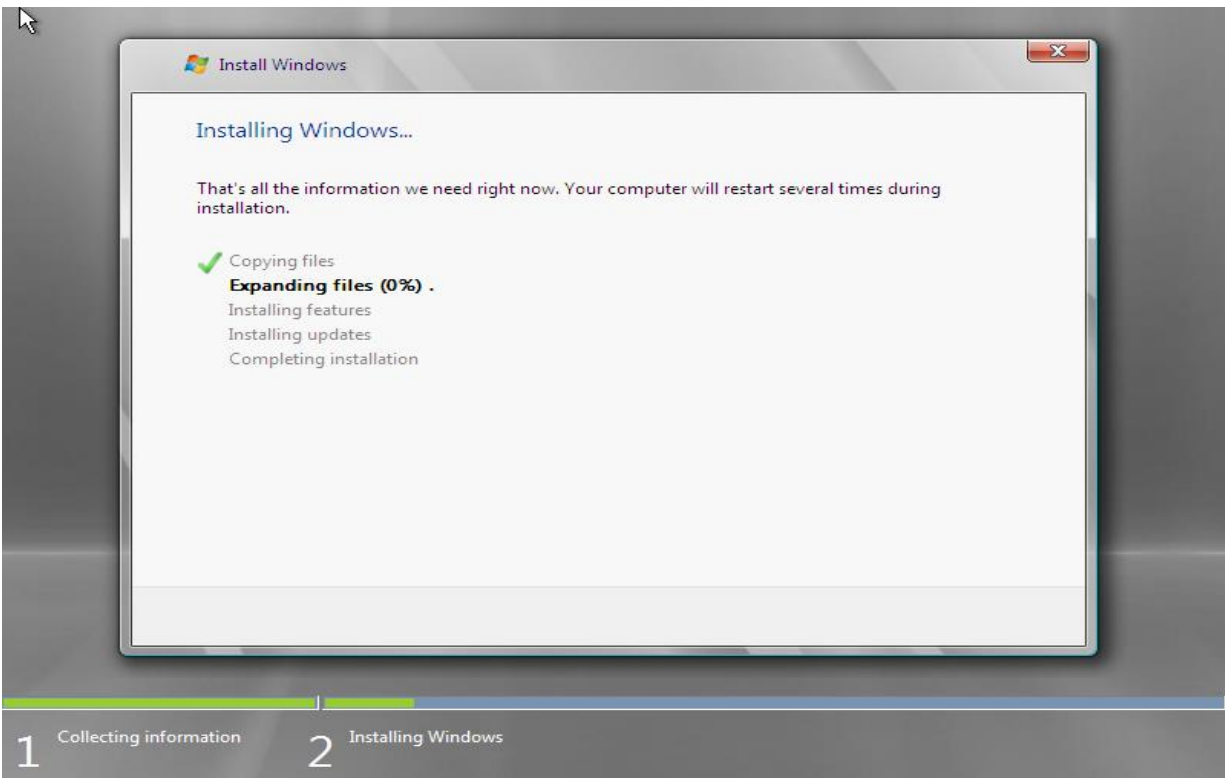 Install Windows
Installing Windows...
That's all the information we need right now. Your computer will restart several times during
installation.
Copying files
Expanding files (0%) .
Installing features
Installing updates
Completing installation
1 Collecting information 2 Installing Windows